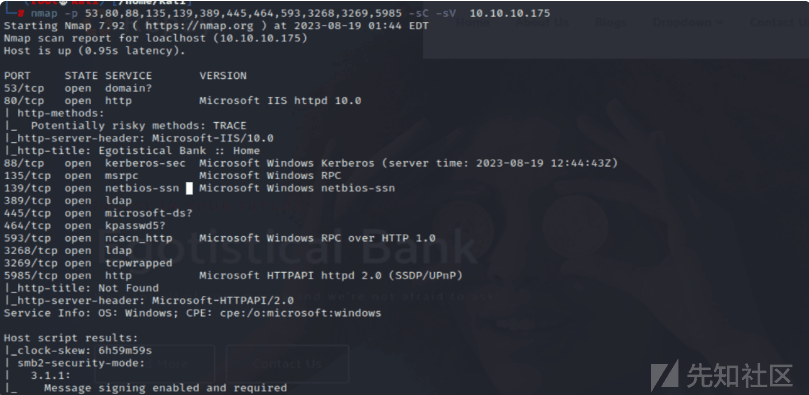 # nmap -p 53,80,88,135,139,389,445,464,593,3268,3269,5985 -sC -sV 10.10.10.175
Starting Nmap 7.92 ( https://nmap.org ) at 2023-08-19 01:44 EDT
Nmap scan report for loaclhost (10.10.10.175)
Host is up (0.95s latency).
PORT STATE SERVICE VERSION
53/tcp open domain?
80/tcp open http Microsoft IIS httpd 10.0
| http-methods:
|_ Potentially risky methods: TRACE
|_http-server-header: Microsoft-IIS/10.0
|_http-title: Egotistical Bank :: Home
88/tcp open kerberos-sec Microsoft Windows Kerberos (server time: 2023-08-19 12:44:43Z)
135/tcp open msrpc Microsoft Windows RPC
139/tcp open netbios-ssn Microsoft Windows netbios-ssn
389/tcp open ldap
445/tcp open microsoft-ds?
464/tcp open kpasswd5?
593/tcp open ncacn_http Microsoft Windows RPC over HTTP 1.0
3268/tcp open ldap
3269/tcp open tcpwrapped
5985/tcp open http Microsoft HTTPAPI httpd 2.0 (SSDP/UPnP)
|_http-title: Not Found
|_http-server-header: Microsoft-HTTPAPI/2.0
Service Info: OS: Windows; CPE: cpe:/o:microsoft:windows
Host script results:
|_clock-skew: 6h59m59s
| smb2-security-mode:
| 3.1.1:
|_ Message signing enabled and required
Egotistical Bank
Contact Us
先知社区